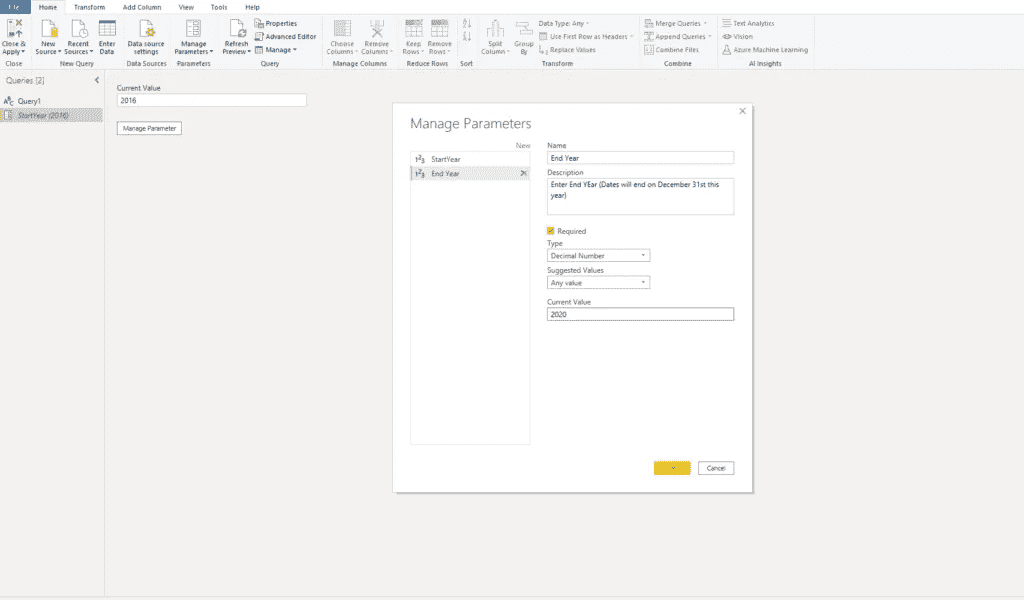 File Home Transform Add Column View Tools Help
Close & Apply
New Source
Recent Sources
Enter Data
Data source settings
Manage Parameters
Refresh Preview
Properties
Advanced Editor
Manage
Choose Columns
Remove Columns
Keep Rows
Remove Rows
Split Column
Group By
Data Type: Any
Use First Row as Headers
Replace Values
Merge Queries
Append Queries
Combine Files
Text Analytics
Vision
Azure Machine Learning
Close New Query Data Sources Parameters Query Manage Columns Reduce Rows Sort Transform Combine AI Insights
Queries [2]
Query1
StartYear (2016)
Current Value
2016
Manage Parameter
Manage Parameters
New
StartYear
End Year
Name
End Year
Description
Enter End YEar (Dates will end on December 31st this
year)
Required
Type
Decimal Number
Suggested Values
Any value
Current Value
2020
Cancel